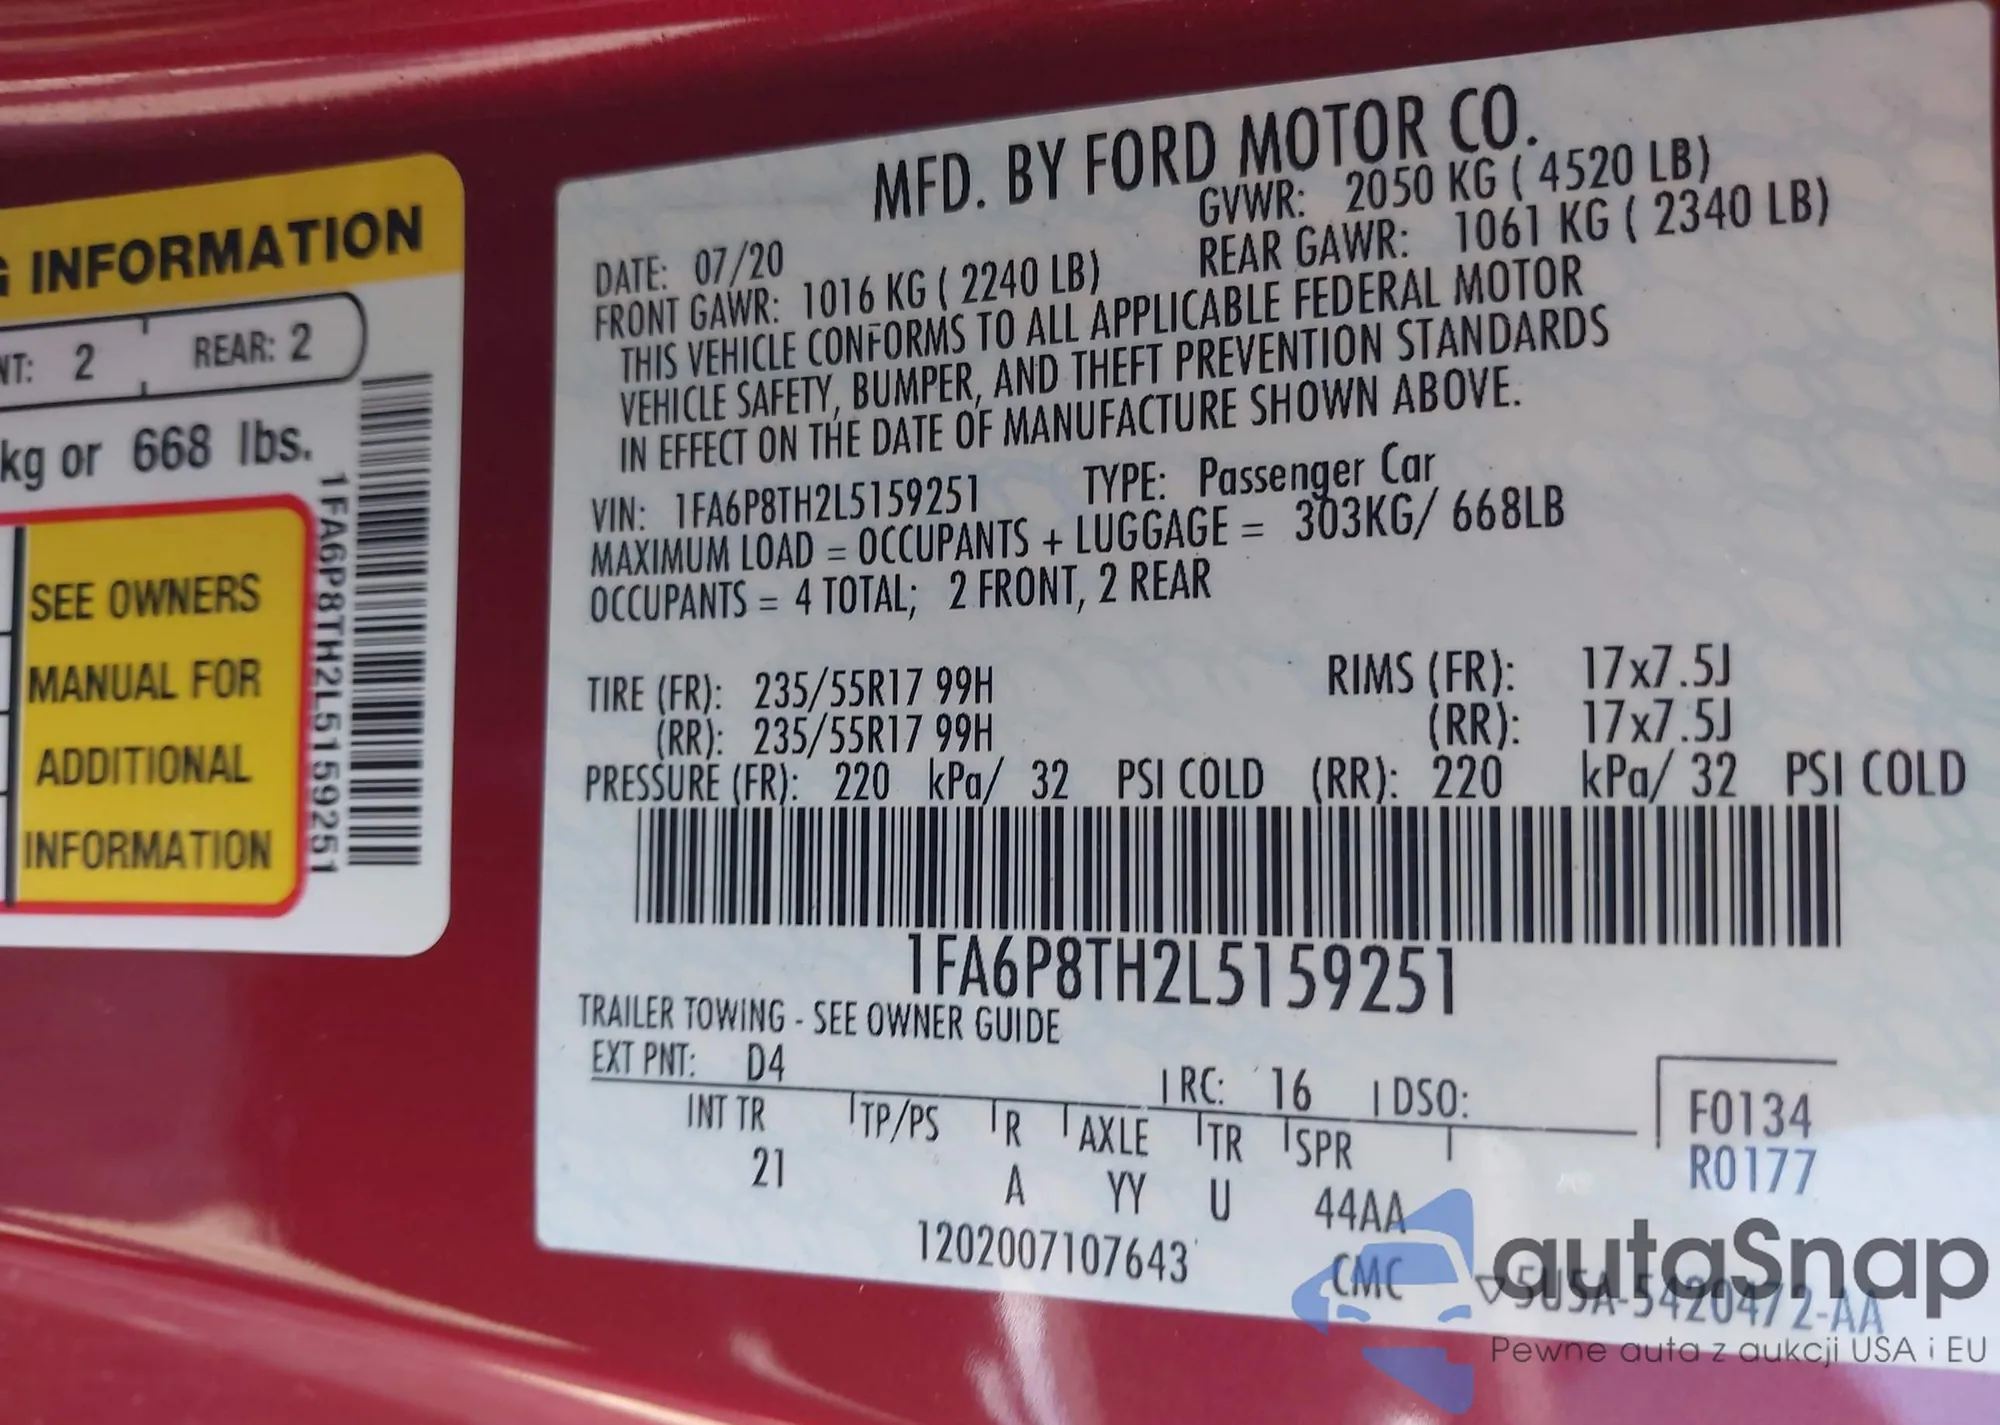 INFORMATION
NT: 2 REAR: 2
kg or 668 lbs.
SEE OWNERS
MANUAL FOR
ADDITIONAL
INFORMATION
1FA6P8TH2L5159251
MFD. BY FORD MOTOR CO.
DATE: 07/20 GVWR: 2050 KG ( 4520 LB)
FRONT GAWR: 1016 KG ( 2240 LB) REAR GAWR: 1061 KG ( 2340 LB)
THIS VEHICLE CONFORMS TO ALL APPLICABLE FEDERAL MOTOR
VEHICLE SAFETY, BUMPER, AND THEFT PREVENTION STANDARDS
IN EFFECT ON THE DATE OF MANUFACTURE SHOWN ABOVE.
VIN: 1FA6P8TH2L5159251 TYPE: Passenger Car
MAXIMUM LOAD = OCCUPANTS + LUGGAGE = 303KG/ 668LB
OCCUPANTS = 4 TOTAL; 2 FRONT, 2 REAR
TIRE (FR): 235/55R17 99H RIMS (FR): 17x7.5J
(RR): 235/55R17 99H (RR): 17x7.5J
PRESSURE (FR): 220 kPa/ 32 PSI COLD (RR): 220 kPa/ 32 PSI COLD
1FA6P8TH2L5159251
TRAILER TOWING - SEE OWNER GUIDE
EXT PNT: D4 RC: 16 DSO: F0134
INT TR TP/PS R AXLE TR SPR R0177
21 A YY U 44AA
1202007107643 CMC 5U5A-5420472-AA
autoSnap
Pewne auta z aukcji USA i EU